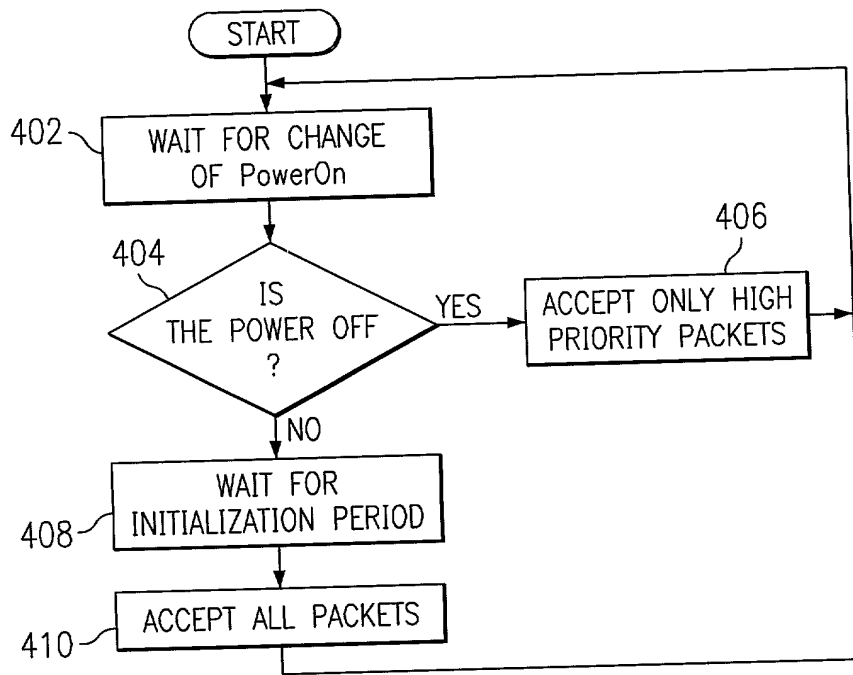 START
402
WAIT FOR CHANGE
OF PowerOn
404
IS
THE POWER OFF
?
YES
406
ACCEPT ONLY HIGH
PRIORITY PACKETS
NO
408
WAIT FOR
INITIALIZATION PERIOD
410
ACCEPT ALL PACKETS